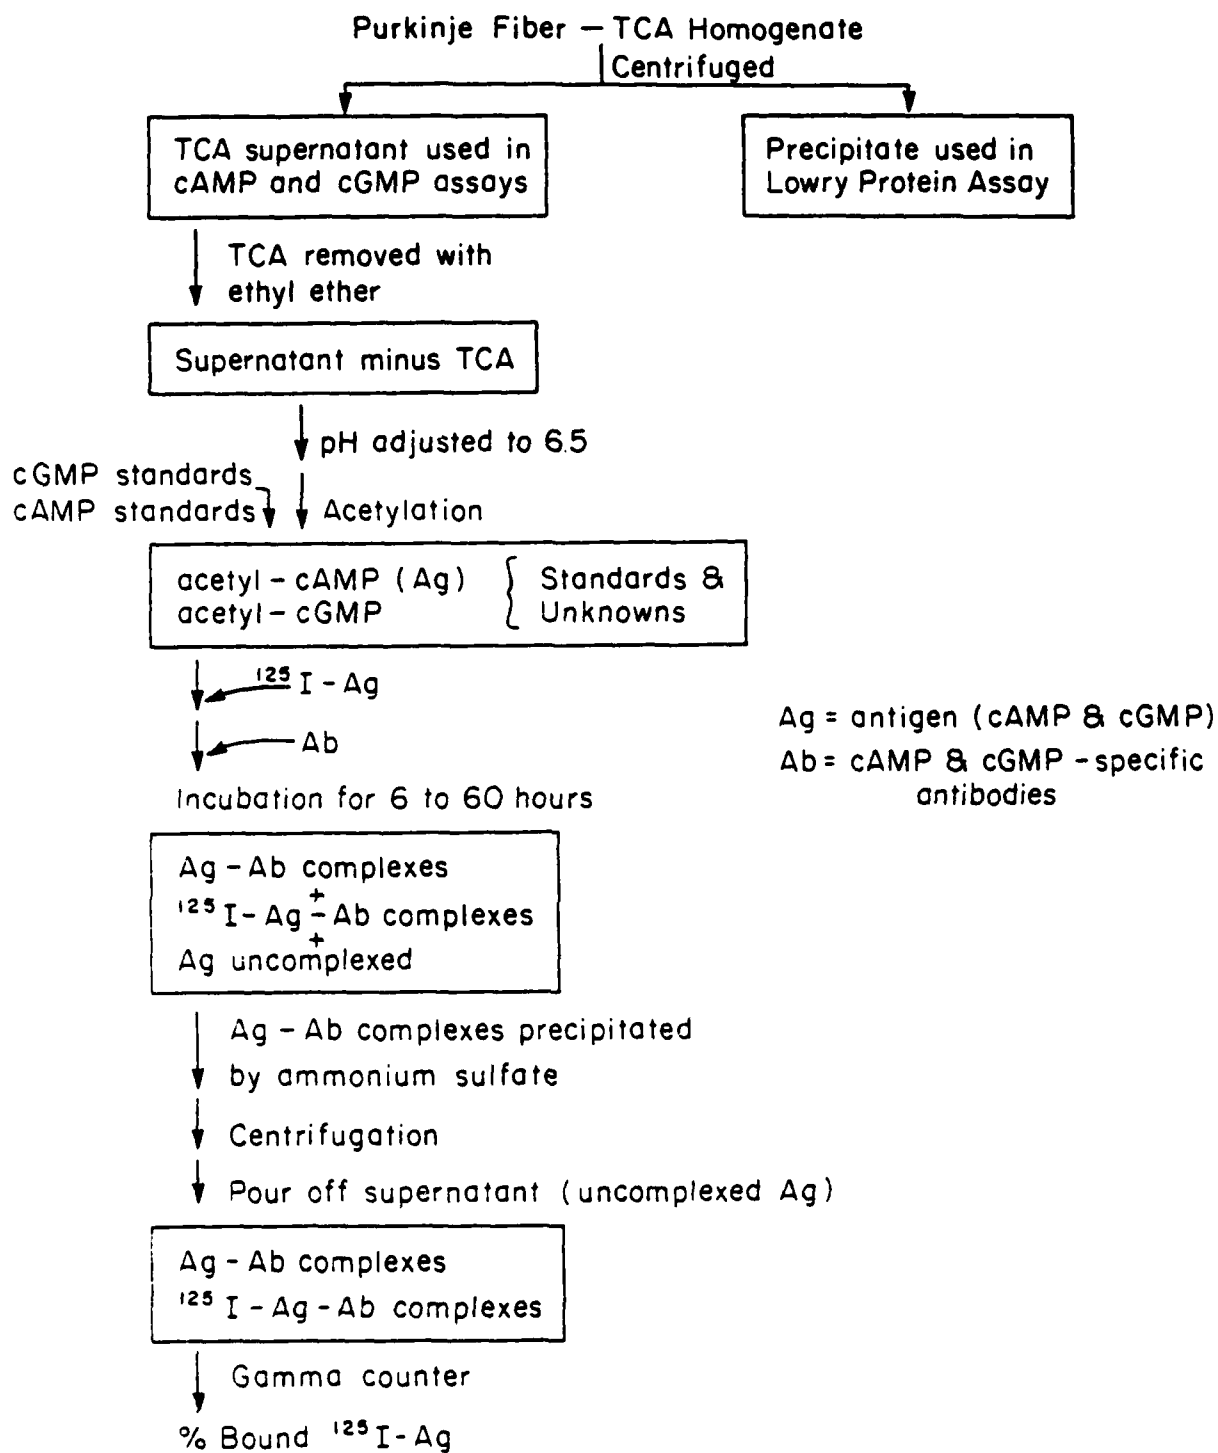 Purkinje Fiber – TCA Homogenate
Centrifuged
TCA supernatant used in
cAMP and cGMP assays
Precipitate used in
Lowry Protein Assay
TCA removed with
ethyl ether
Supernatant minus TCA
pH adjusted to 6.5
cGMP standards
cAMP standards
Acetylation
acetyl – cAMP (Ag)
acetyl – cGMP
{ Standards &
Unknowns
¹²⁵I – Ag
Ab
Ag = antigen (cAMP & cGMP)
Ab = cAMP & cGMP – specific
antibodies
Incubation for 6 to 60 hours
Ag – Ab complexes
+
¹²⁵I – Ag – Ab complexes
+
Ag uncomplexed
Ag – Ab complexes precipitated
by ammonium sulfate
Centrifugation
Pour off supernatant (uncomplexed Ag)
Ag – Ab complexes
¹²⁵I – Ag – Ab complexes
Gamma counter
% Bound ¹²⁵I – Ag